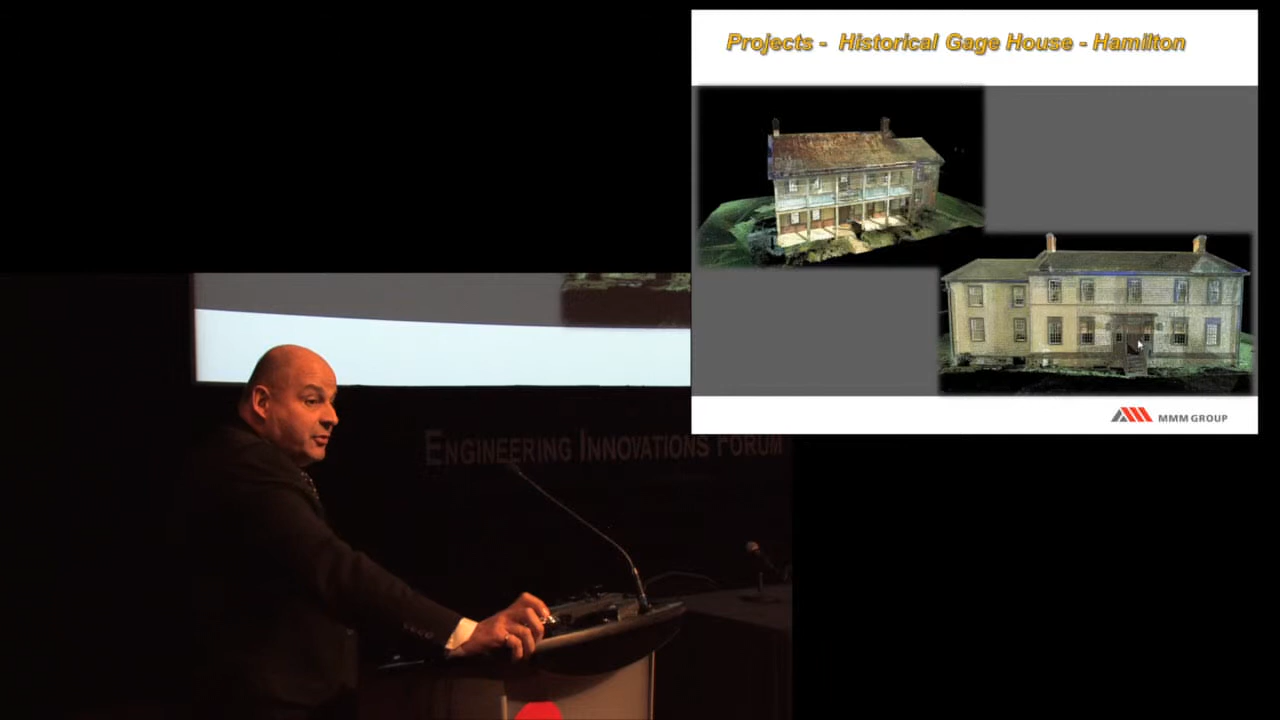 Projects - Historical Gage House - Hamilton
MMM GROUP
ENGINEERING INNOVATIONS FORUM